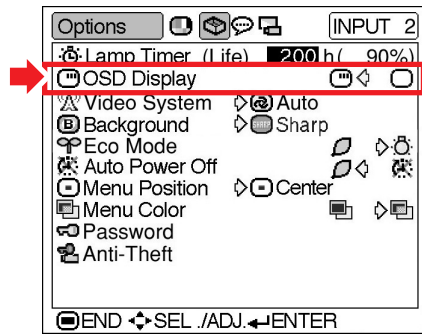 Options INPUT 2
Lamp Timer (Life) 200 h( 90%)
OSD Display
Video System Auto
B Background SHARP Sharp
Eco Mode
Auto Power Off
Menu Position Center
Menu Color
Password
Anti-Theft
END SEL ./ADJ. ENTER